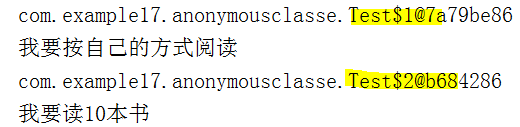 com.example17.anonymousclasse.Test$1@7a79be86
我要按自己的方式阅读
com.example17.anonymousclasse.Test$2@b684286
我要读10本书